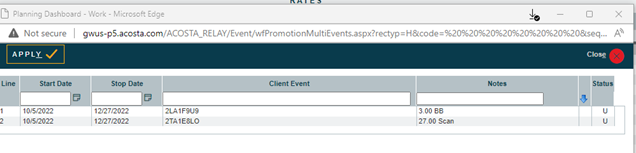 RATES
Planning Dashboard - Work - Microsoft Edge
Not secure | gwus-p5.acosta.com/ACOSTA_RELAY/Event/wfPromotionMultiEvents.aspx?rectyp=H&code=%20%20%20%20%20%20%20%20&seq...
APPLY Close
Line Start Date Stop Date Client Event Notes Status
1 10/5/2022 12/27/2022 2LA1F9U9 3.00 BB U
2 10/5/2022 12/27/2022 2TA1E8LO 27.00 Scan U